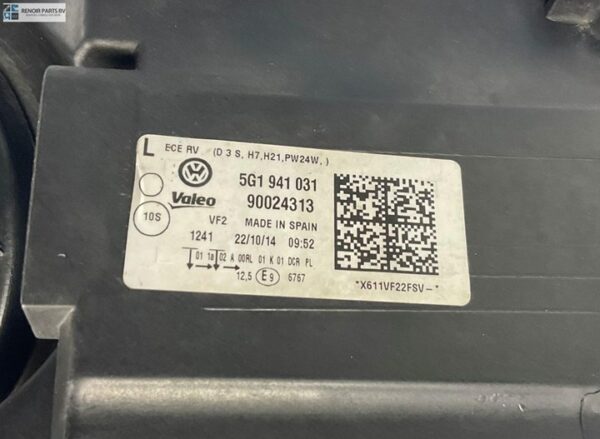 RENOIR PARTS BV
L ECE RV (D 3 S, H7,H21,PW24W, )
5G1 941 031
Valeo 90024313
10S
VF2 MADE IN SPAIN
1241 22/10/14 09:52
01 1a 02 A 00RL 01 K 01 DCR PL
12,5 E9 6767
"X611VF22FSV-"